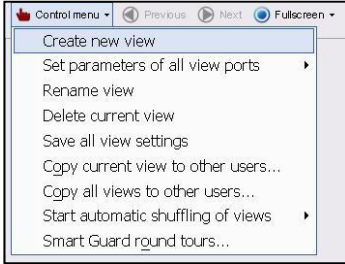 Control menu Previous Next Fullscreen
Create new view
Set parameters of all view ports
Rename view
Delete current view
Save all view settings
Copy current view to other users...
Copy all views to other users...
Start automatic shuffling of views
Smart Guard round tours...